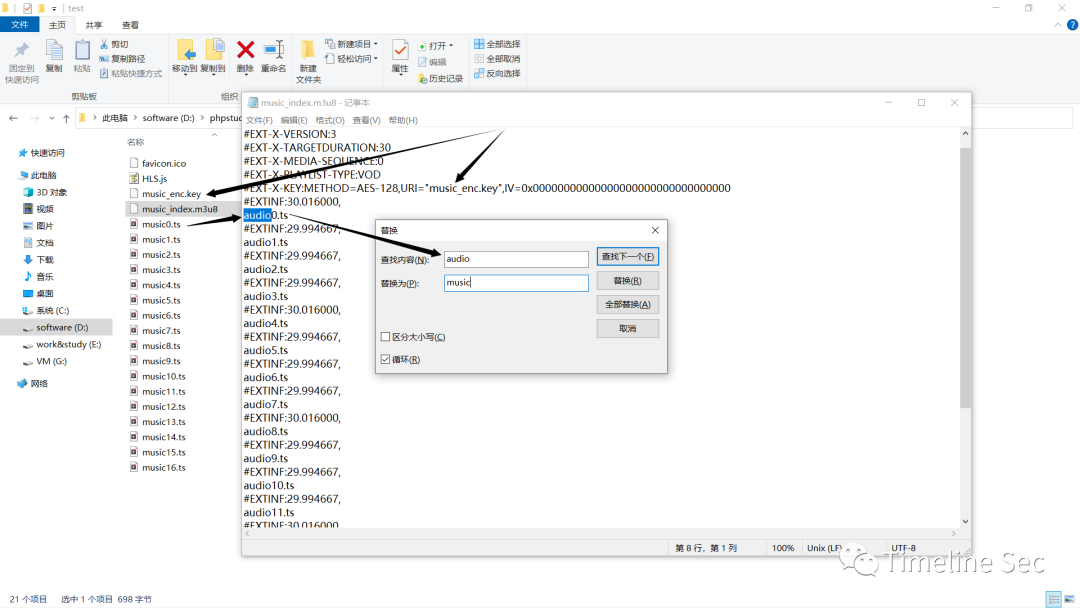 test
文件 主页 共享 查看
固定到快速访问
复制
粘贴
剪切
复制路径
粘贴快捷方式
剪贴板
移动到
复制到
删除
重命名
组织
新建文件夹
新建项目
轻松访问
属性
打开
编辑
历史记录
全部选择
全部取消
反向选择
此电脑 > software (D:) > phpstud
快速访问
此电脑
3D 对象
视频
图片
文档
下载
音乐
桌面
系统 (C:)
software (D:)
work&study (E:)
VM (G:)
网络
名称
favicon.ico
HLS.js
music_enc.key
music_index.m3u8
music0.ts
music1.ts
music2.ts
music3.ts
music4.ts
music5.ts
music6.ts
music7.ts
music8.ts
music9.ts
music10.ts
music11.ts
music12.ts
music13.ts
music14.ts
music15.ts
music16.ts
music_index.m3u8 - 记事本
文件(F) 编辑(E) 格式(O) 查看(V) 帮助(H)
#EXT-X-VERSION:3
#EXT-X-TARGETDURATION:30
#EXT-X-MEDIA-SEQUENCE:0
#EXT-X-PLAYLIST-TYPE:VOD
#EXT-X-KEY:METHOD=AES-128,URI="music_enc.key",IV=0x00000000000000000000000000000000
#EXTINF:30.016000,
audio0.ts
#EXTINF:29.994667,
audio1.ts
#EXTINF:29.994667,
audio2.ts
#EXTINF:29.994667,
audio3.ts
#EXTINF:30.016000,
audio4.ts
#EXTINF:29.994667,
audio5.ts
#EXTINF:29.994667,
audio6.ts
#EXTINF:29.994667,
audio7.ts
#EXTINF:30.016000,
audio8.ts
#EXTINF:29.994667,
audio9.ts
#EXTINF:29.994667,
audio10.ts
#EXTINF:29.994667,
audio11.ts
#EXTINF:30.016000
替换
查找内容(N): audio 查找下一个(F)
替换为(P): music 替换(R)
全部替换(A)
取消
区分大小写(C)
循环(R)
第 8 行，第 1 列 100% Unix (LF) UTF-8
Timeline Sec
21 个项目 选中 1 个项目 698 字节